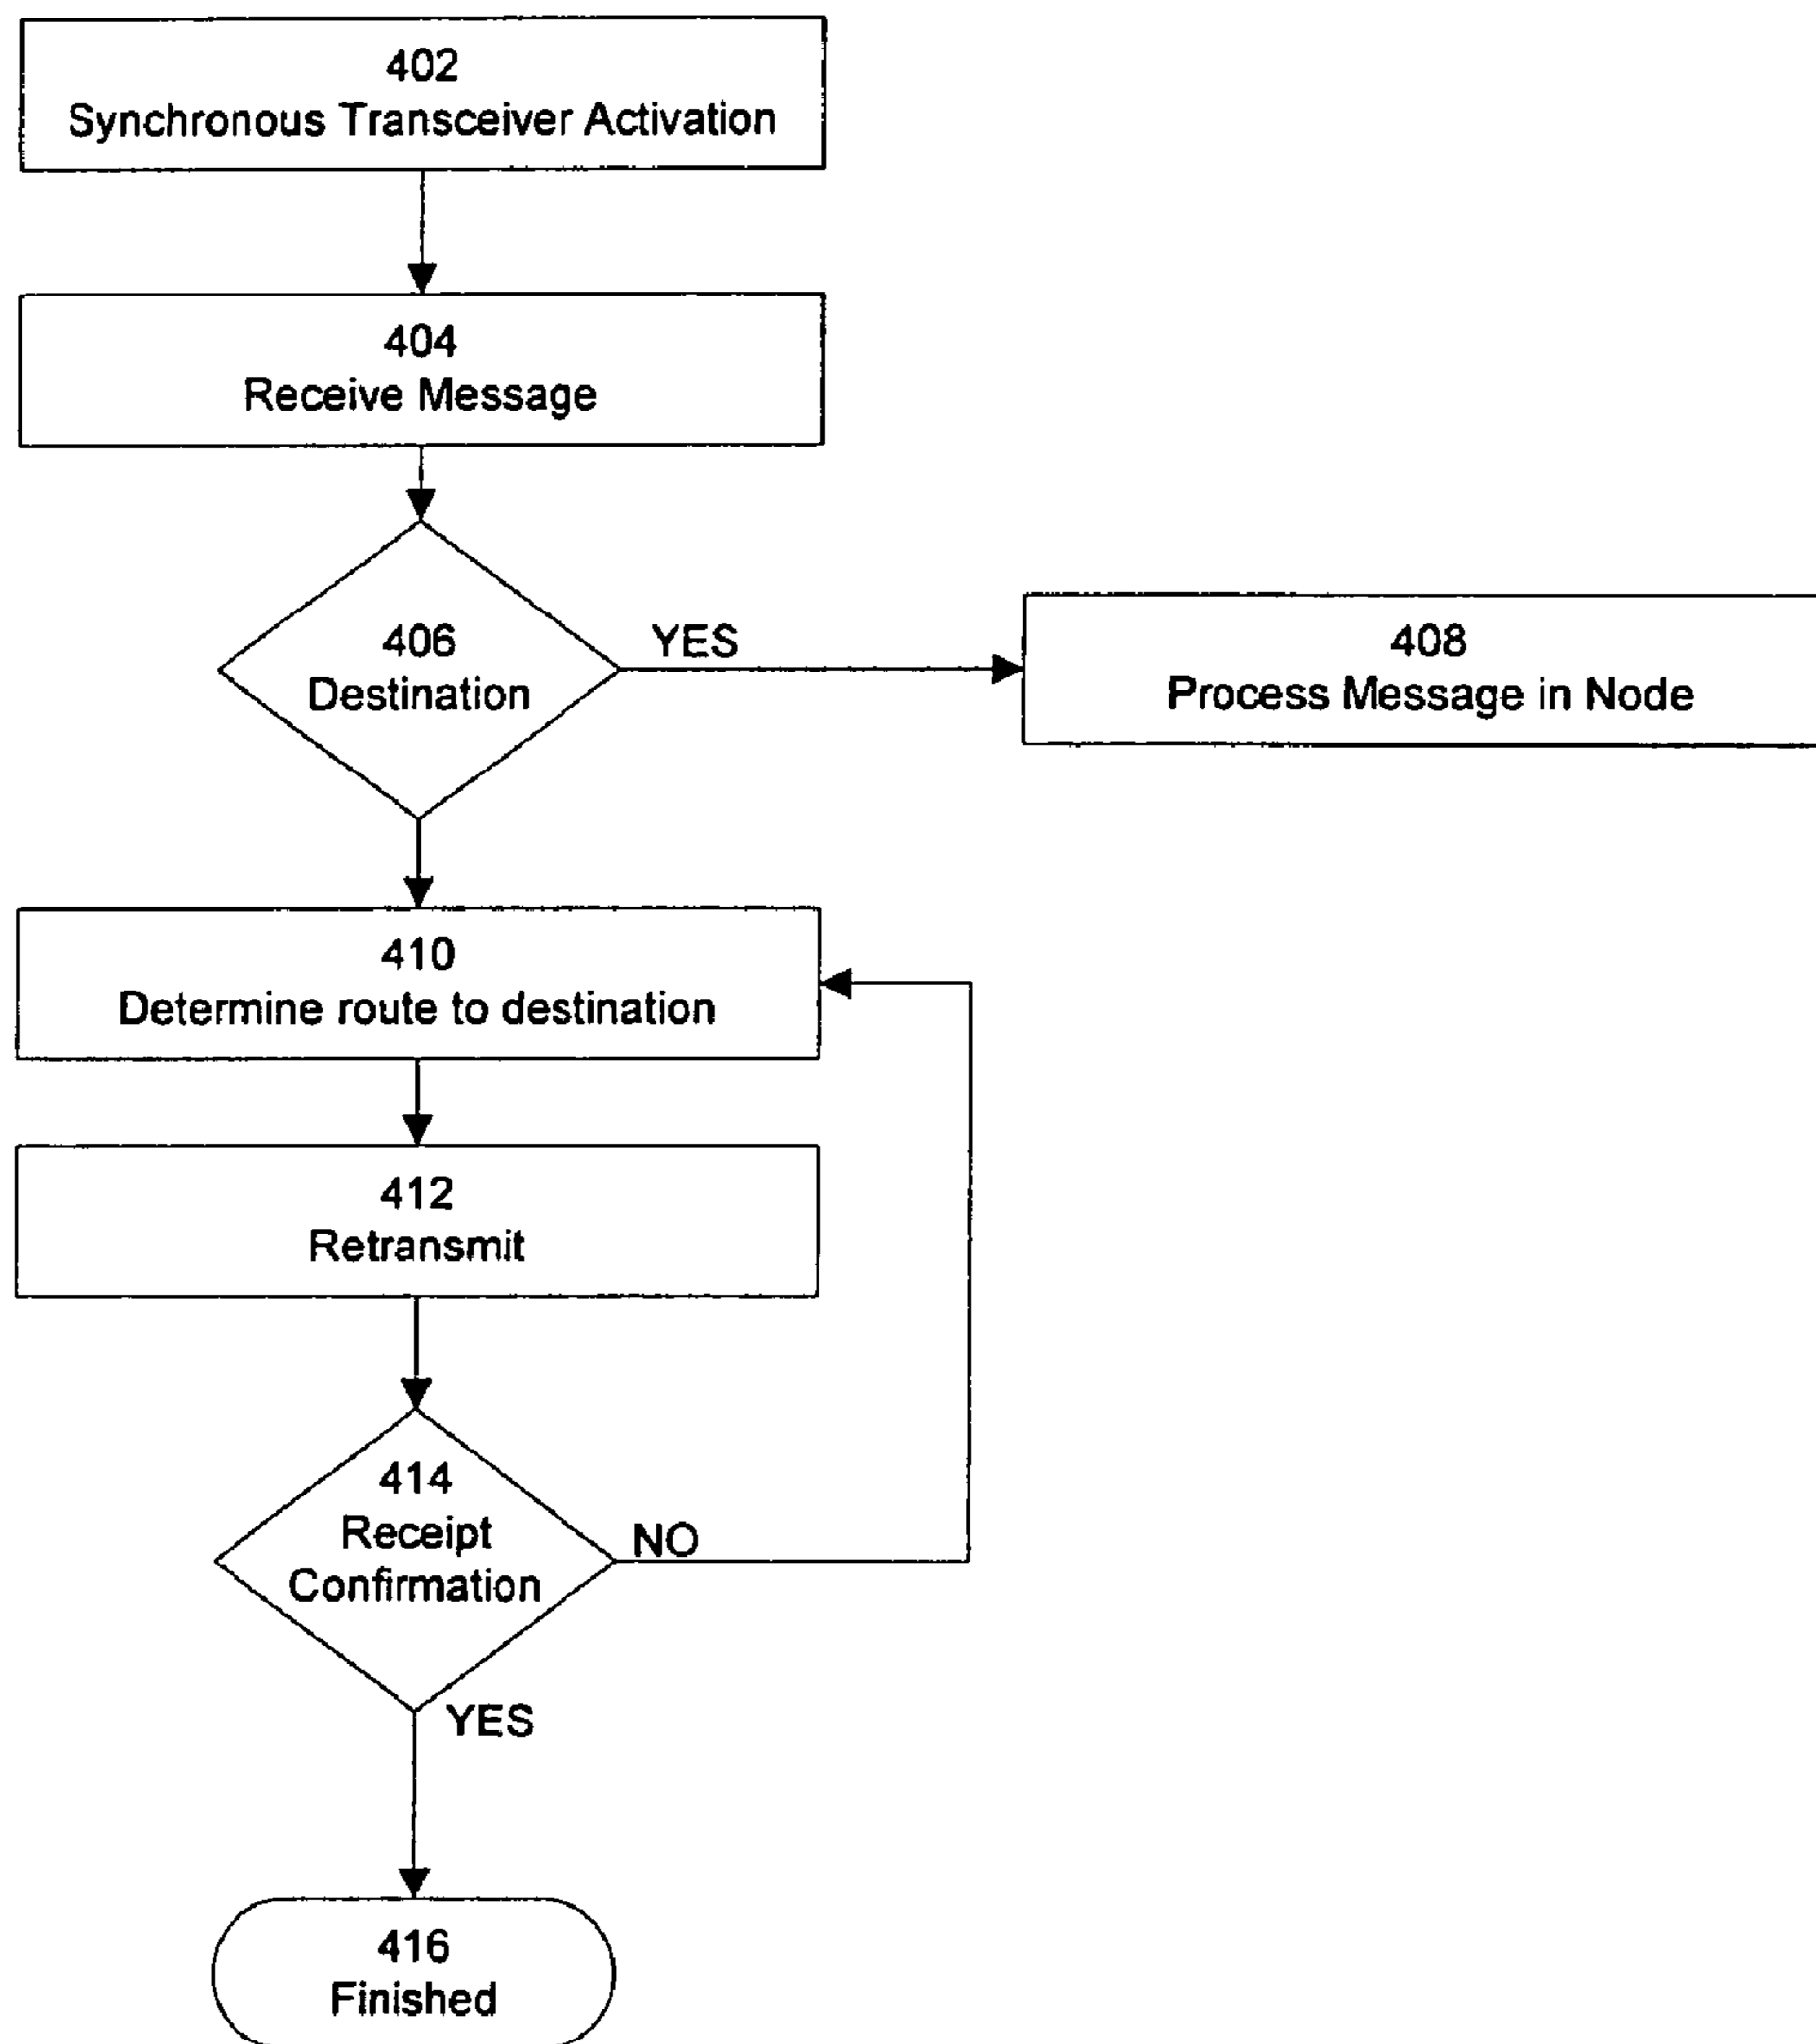 402
Synchronous Transceiver Activation
404
Receive Message
406
Destination
YES
408
Process Message in Node
410
Determine route to destination
412
Retransmit
414
Receipt
Confirmation
NO
YES
416
Finished